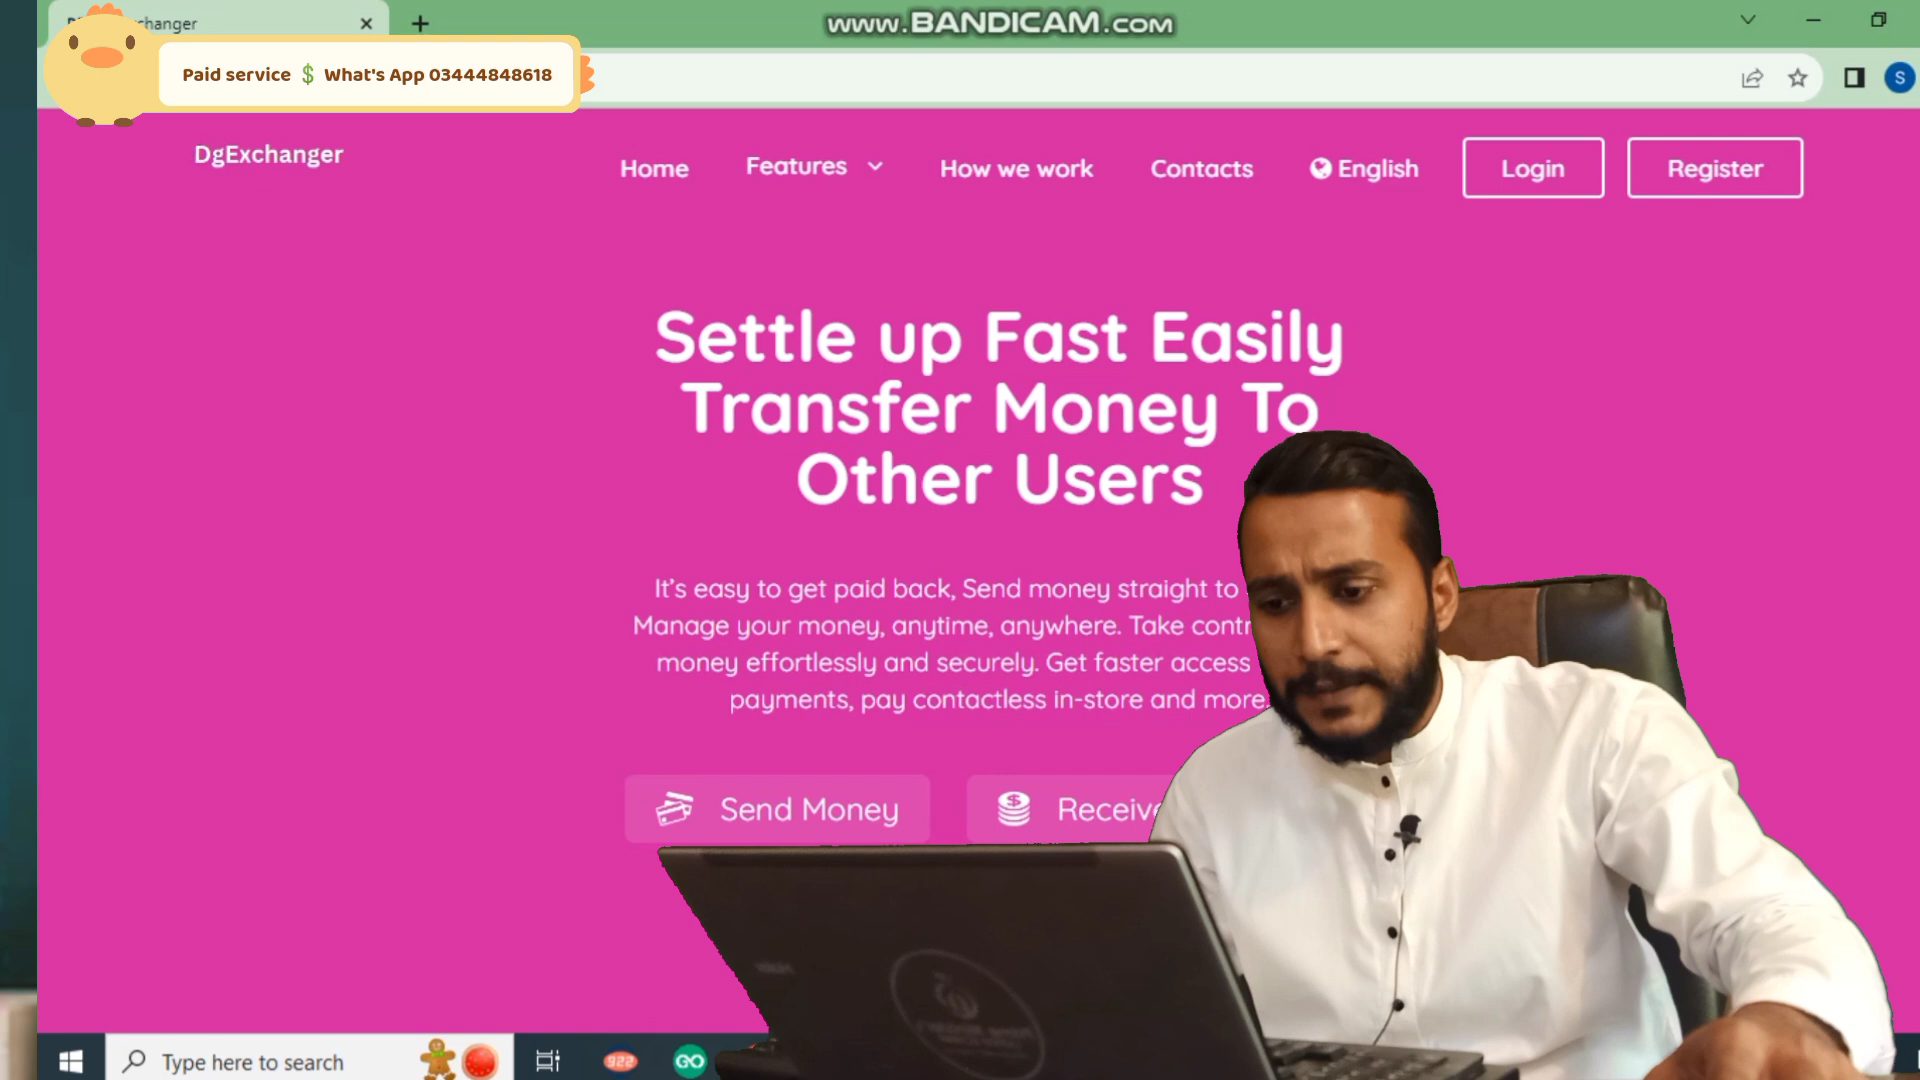 changer
www.BANDICAM.com
Paid service $ What's App 03444848618
S
DgExchanger
Home
Features
How we work
Contacts
English
Login
Register
Settle up Fast Easily
Transfer Money To
Other Users
It's easy to get paid back, Send money straight to
Manage your money, anytime, anywhere. Take contr
money effortlessly and securely. Get faster access
payments, pay contactless in-store and more.
Send Money
Receive
Type here to search
922
GO